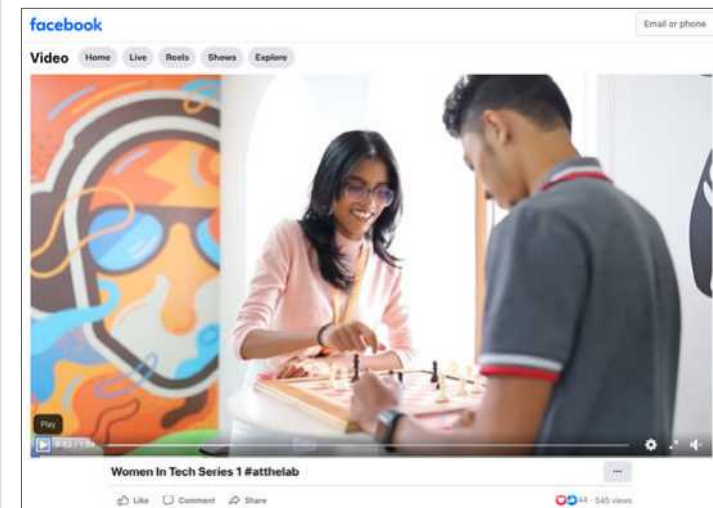 facebook
Email or phone
Video Home Live Reels Shows Explore
Play
Women In Tech Series 1 #atthelab
...
Like Comment Share
44 · 545 views